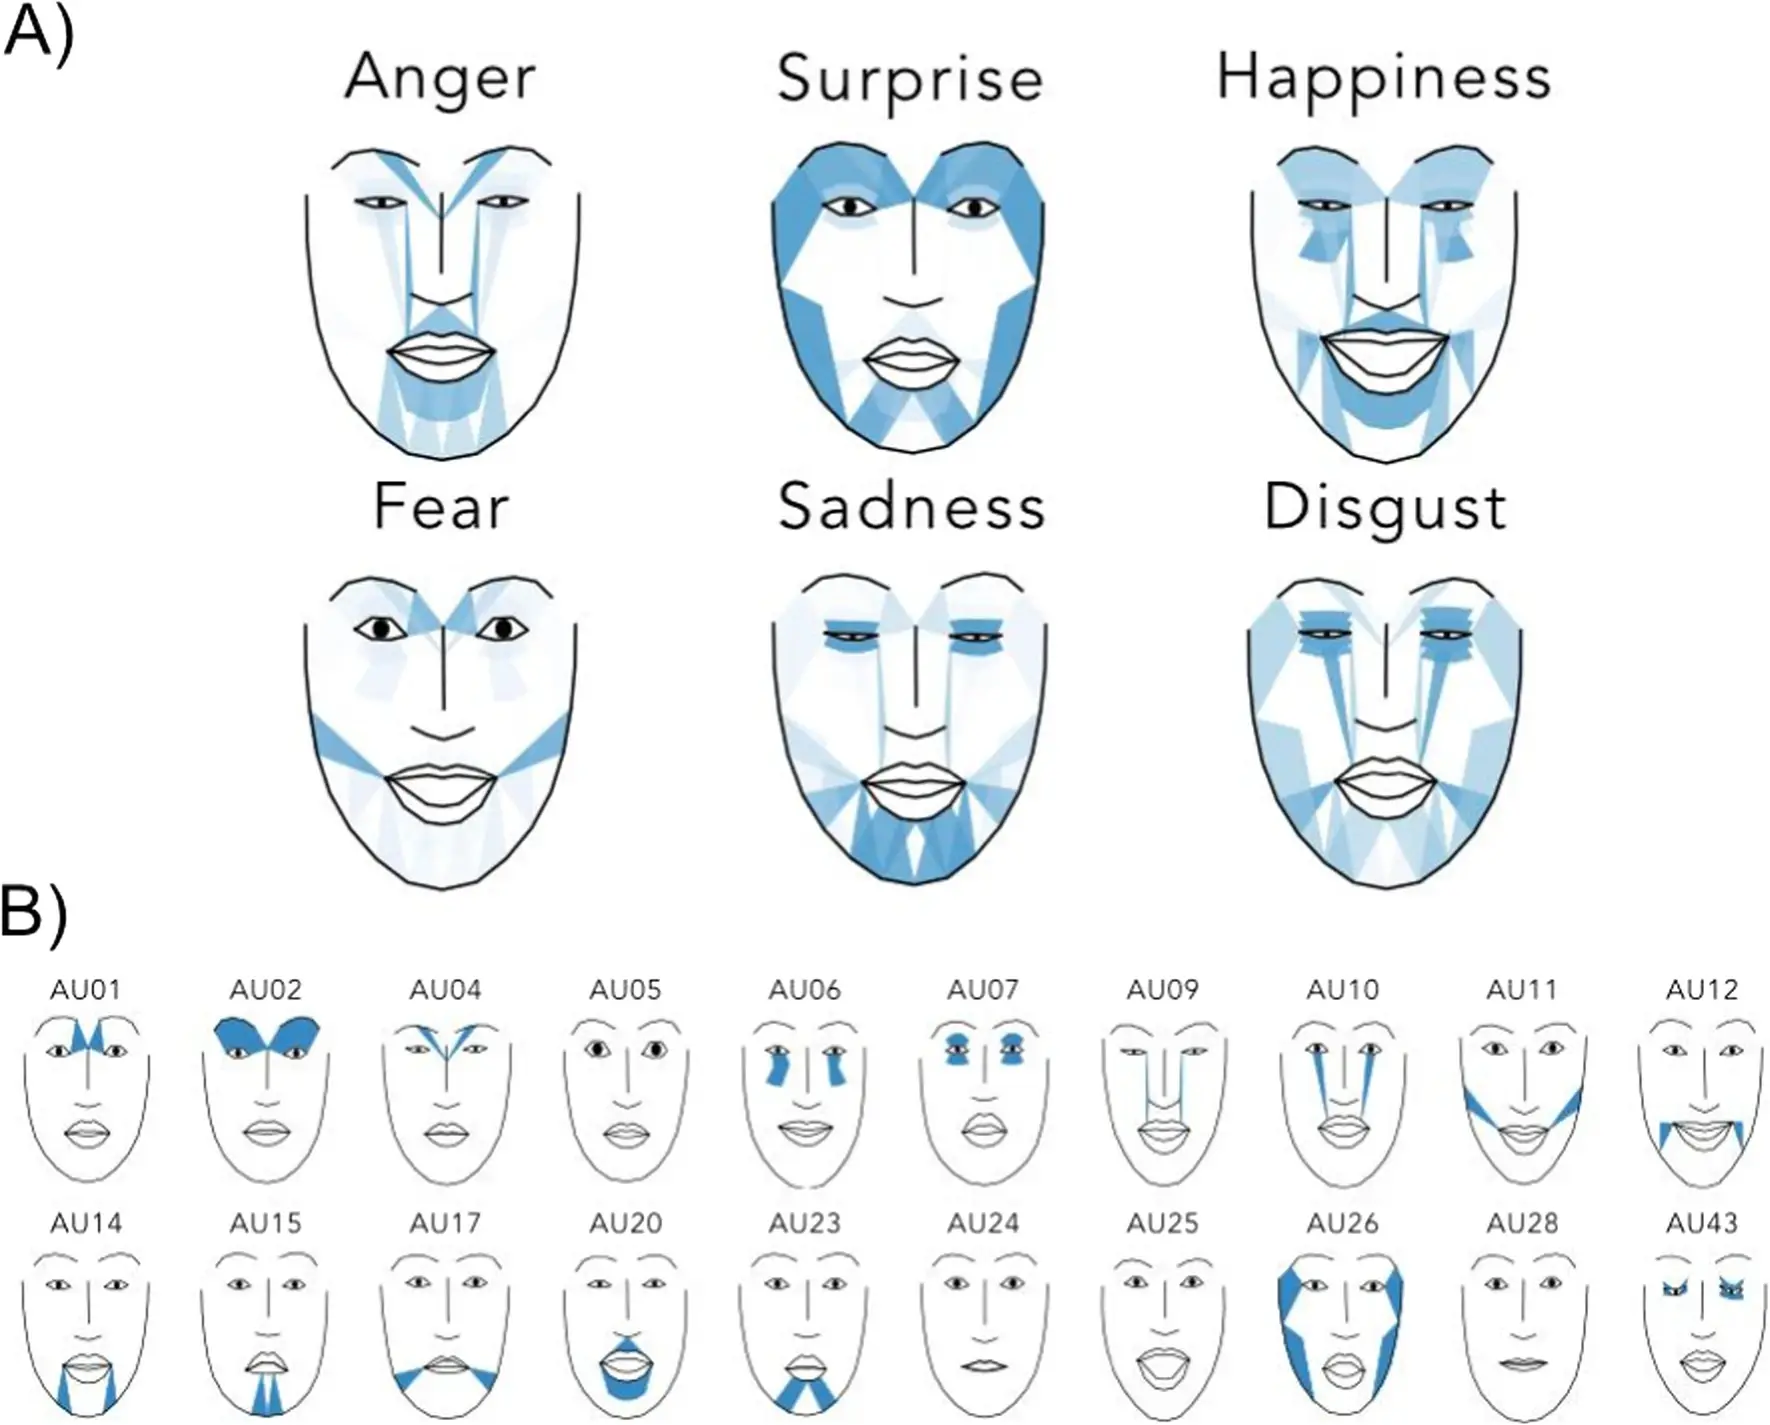 A)
Anger Surprise Happiness
Fear Sadness Disgust
B)
AU01 AU02 AU04 AU05 AU06 AU07 AU09 AU10 AU11 AU12
AU14 AU15 AU17 AU20 AU23 AU24 AU25 AU26 AU28 AU43